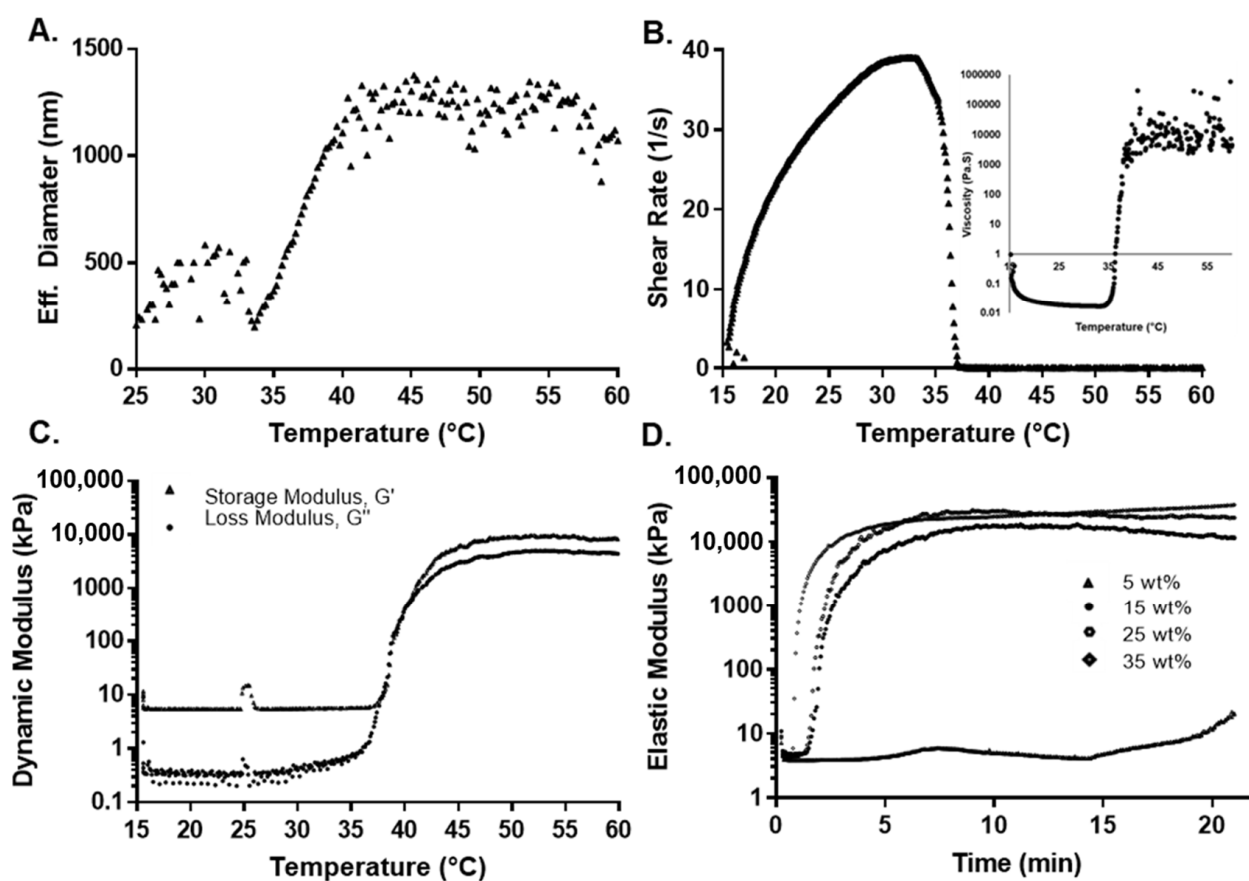 A.
1500
1000
500
0
Eff. Diamater (nm)
25 30 35 40 45 50 55 60
Temperature (°C)
B.
40
30
20
10
0
Shear Rate (1/s)
15 20 25 30 35 40 45 50 55 60
Temperature (°C)
1000000
100000
10000
1000
100
10
1
0.1
0.01
Viscosity (Pa.S)
25 35 45 55
Temperature (°C)
C.
100,000
10,000
1000
100
10
1
0.1
Dynamic Modulus (kPa)
Storage Modulus, G'
Loss Modulus, G"
15 20 25 30 35 40 45 50 55 60
Temperature (°C)
D.
100,000
10,000
1000
100
10
1
Elastic Modulus (kPa)
5 wt%
15 wt%
25 wt%
35 wt%
0 5 10 15 20
Time (min)